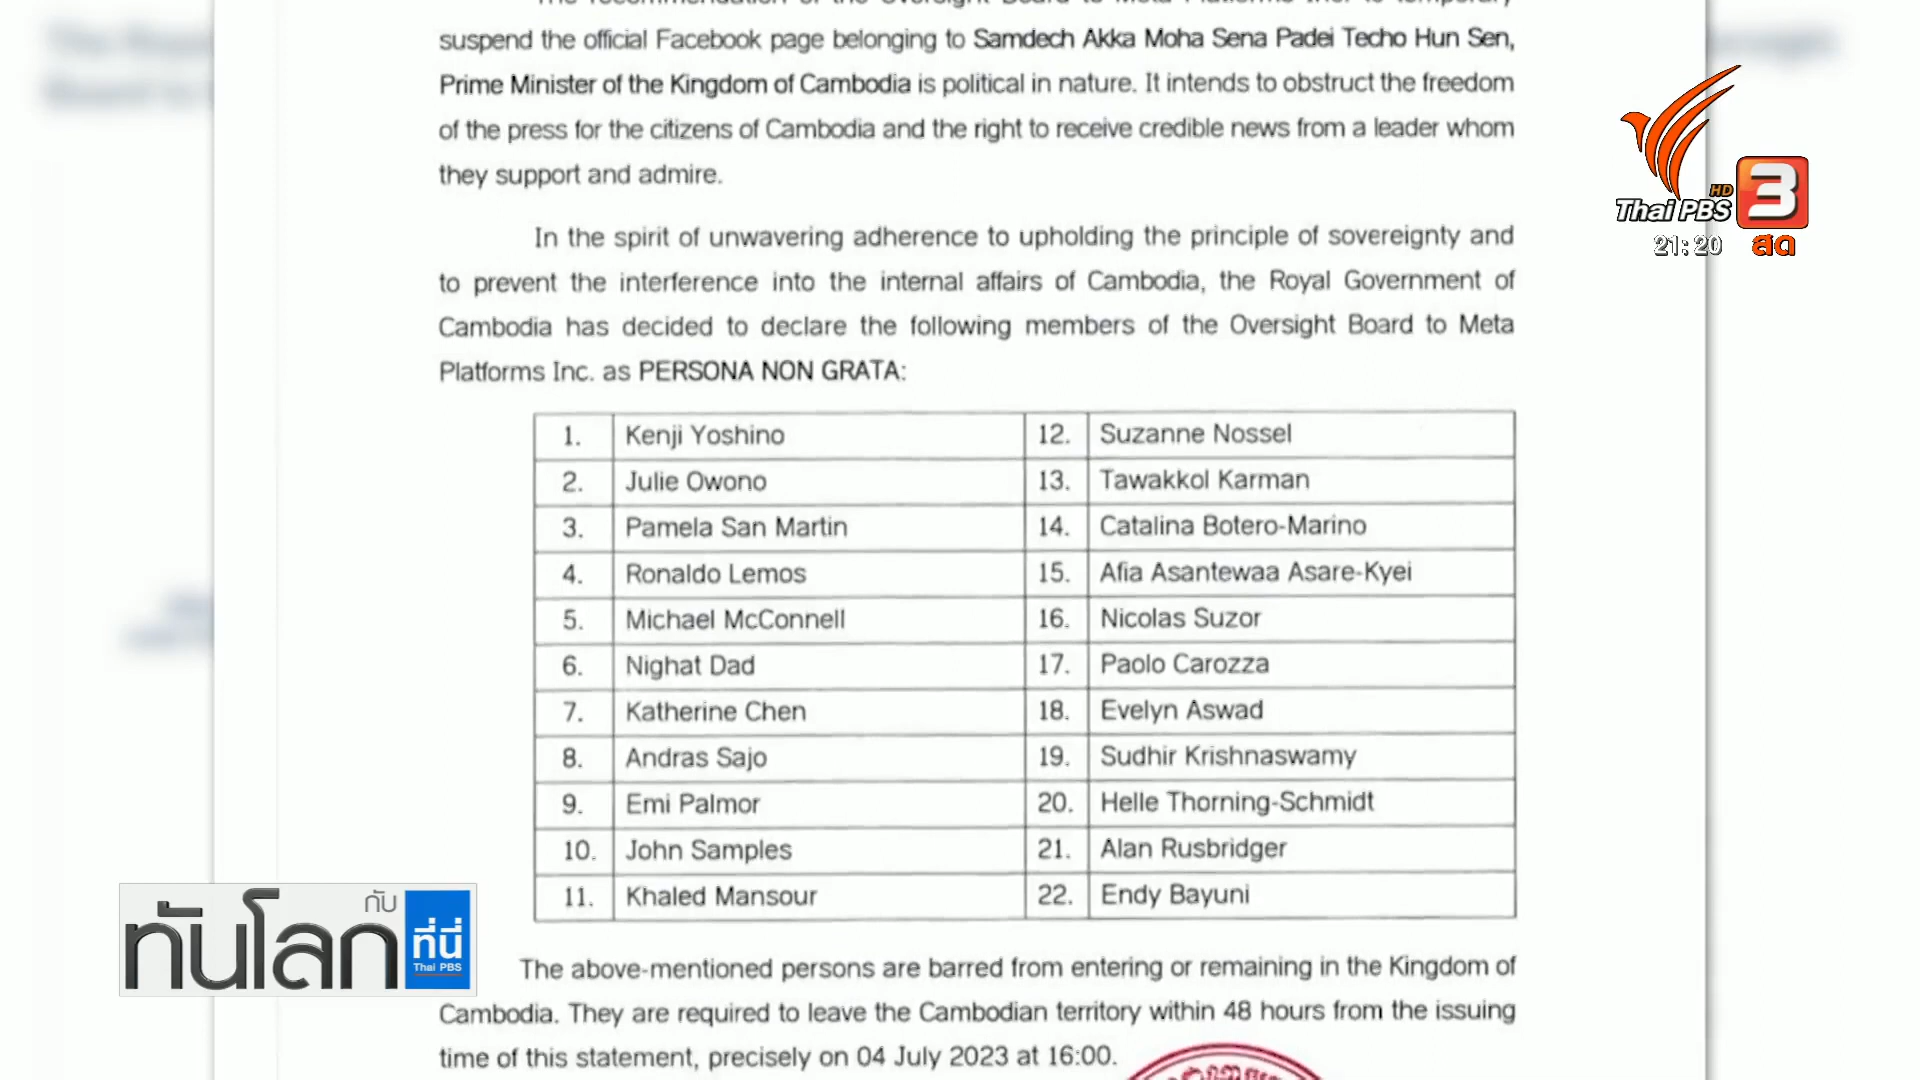 suspend the official Facebook page belonging to Samdech Akka Moha Sena Padei Techo Hun Sen,
Prime Minister of the Kingdom of Cambodia is political in nature. It intends to obstruct the freedom
of the press for the citizens of Cambodia and the right to receive credible news from a leader whom
they support and admire.
In the spirit of unwavering adherence to upholding the principle of sovereignty and
to prevent the interference into the internal affairs of Cambodia, the Royal Government of
Cambodia has decided to declare the following members of the Oversight Board to Meta
Platforms Inc. as PERSONA NON GRATA:
1. Kenji Yoshino 12. Suzanne Nossel
2. Julie Owono 13. Tawakkol Karman
3. Pamela San Martin 14. Catalina Botero-Marino
4. Ronaldo Lemos 15. Afia Asantewaa Asare-Kyei
5. Michael McConnell 16. Nicolas Suzor
6. Nighat Dad 17. Paolo Carozza
7. Katherine Chen 18. Evelyn Aswad
8. Andras Sajo 19. Sudhir Krishnaswamy
9. Emi Palmor 20. Helle Thorning-Schmidt
10. John Samples 21. Alan Rusbridger
11. Khaled Mansour 22. Endy Bayuni
The above-mentioned persons are barred from entering or remaining in the Kingdom of
Cambodia. They are required to leave the Cambodian territory within 48 hours from the issuing
time of this statement, precisely on 04 July 2023 at 16:00.
Thai PBS HD 3
21:20 สด
ทันโลก กับ ที่นี่
Thai PBS